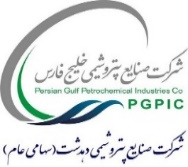 شرکت صنایع پتروشیمی خلیج فارس
Persian Gulf Petrochemical Industries Co
PGPIC
شرکت صنایع پتروشیمی دهدشت (سهامی عام)